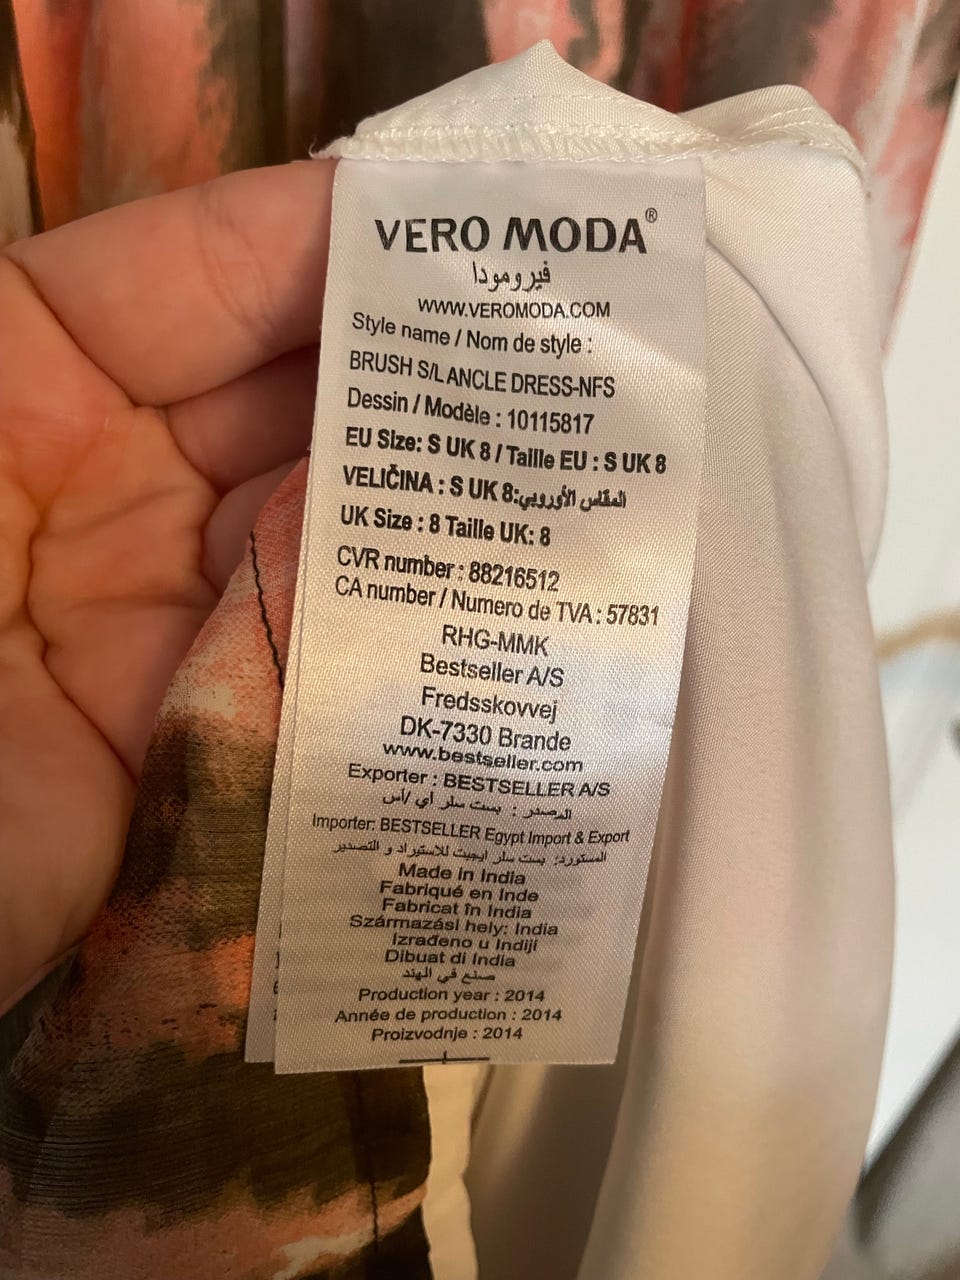 VERO MODA®
فيرومودا
WWW.VEROMODA.COM
Style name / Nom de style :
BRUSH S/L ANCLE DRESS-NFS
Dessin / Modèle : 10115817
EU Size: S UK 8 / Taille EU : S UK 8
VELIČINA : S UK 8:المقاس الأوروبي
UK Size : 8 Taille UK: 8
CVR number : 88216512
CA number / Numero de TVA : 57831
RHG-MMK
Bestseller A/S
Fredsskovvej
DK-7330 Brande
www.bestseller.com
Exporter : BESTSELLER A/S
المصدر : بست سلر اي /أس
Importer: BESTSELLER Egypt Import & Export
المستورد: بست سلر ايجيت للاستيراد و التصدير
Made in India
Fabriqué en Inde
Fabricat în India
Származási hely: India
Izrađeno u Indiji
Dibuat di India
صنع في الهند
Production year : 2014
Année de production : 2014
Proizvodnje : 2014